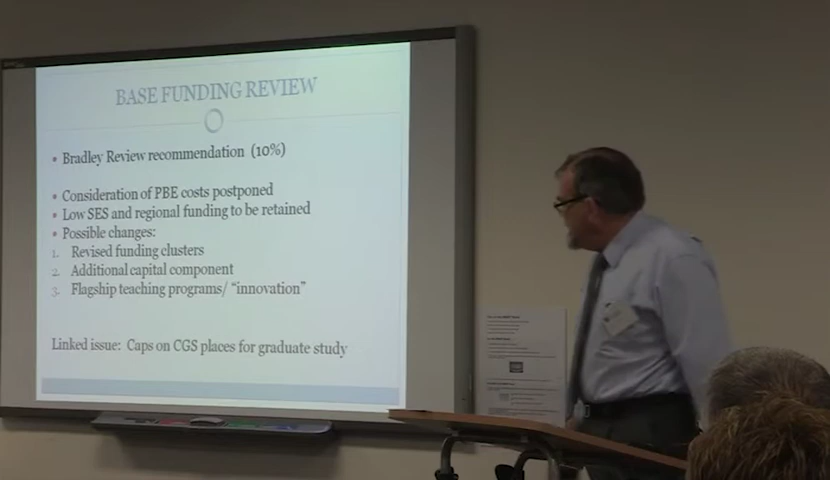 BASE FUNDING REVIEW
• Bradley Review recommendation (10%)
• Consideration of PBE costs postponed
• Low SES and regional funding to be retained
• Possible changes:
1. Revised funding clusters
2. Additional capital component
3. Flagship teaching programs/ "innovation"
Linked issue: Caps on CGS places for graduate study